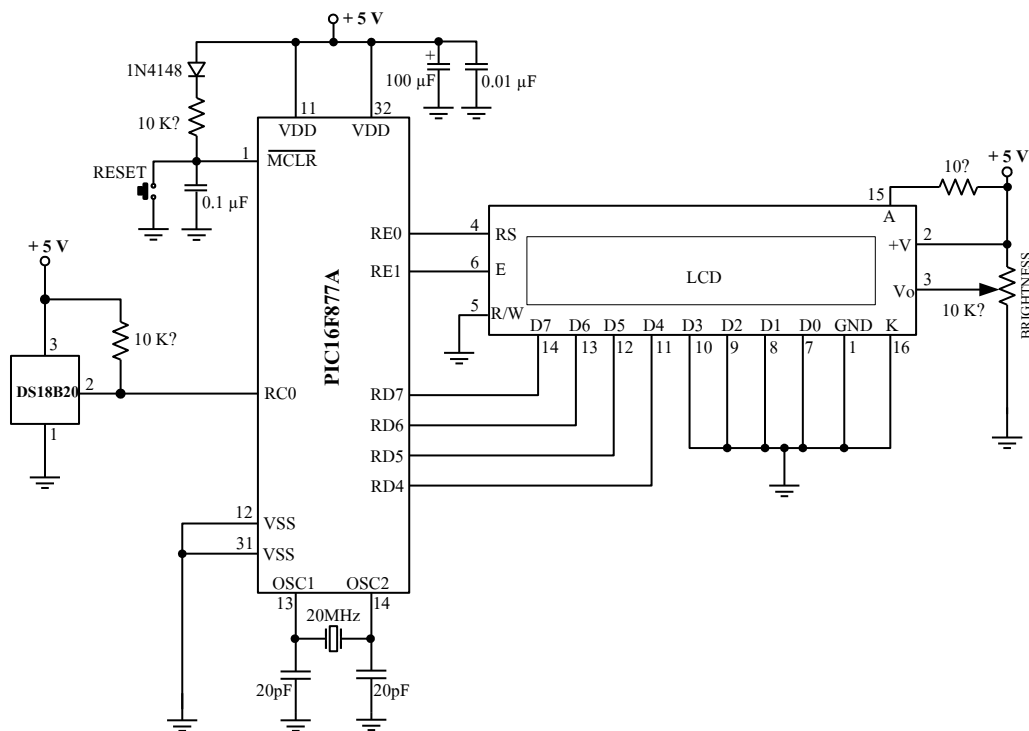 + 5 V
1N4148
100 µF
+
0.01 µF
10 K?
11
32
VDD
VDD
1
MCLR
RESET
0.1 µF
+ 5 V
3
10 K?
DS18B20
2
1
RC0
PIC16F877A
RE0
RE1
RD7
RD6
RD5
RD4
12
VSS
31
VSS
OSC1
OSC2
13
14
20MHz
20pF
20pF
4
RS
6
E
5
R/W
LCD
15
A
10?
+ 5 V
+V
2
Vo
3
10 K?
BRIGHTNESS
D7 D6 D5 D4 D3 D2 D1 D0 GND K
14 13 12 11 10 9 8 7 1 16